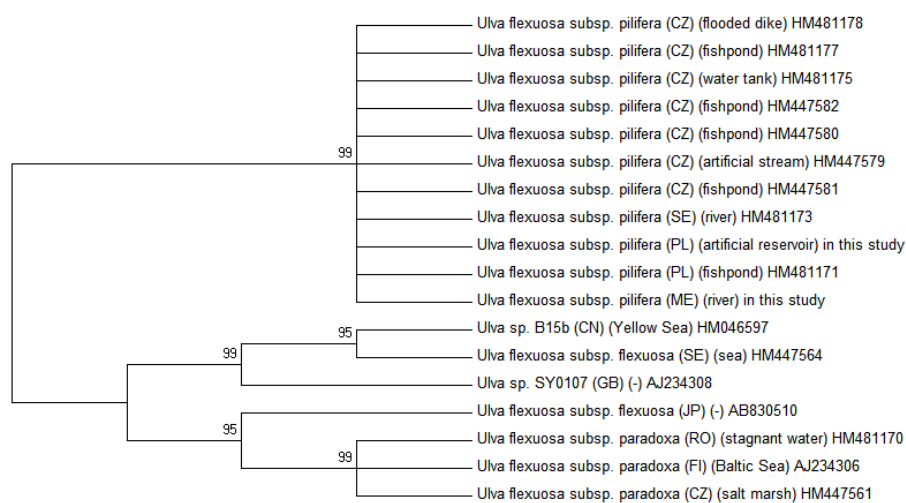 Ulva flexuosa subsp. pilifera (CZ) (flooded dike) HM481178
Ulva flexuosa subsp. pilifera (CZ) (fishpond) HM481177
Ulva flexuosa subsp. pilifera (CZ) (water tank) HM481175
Ulva flexuosa subsp. pilifera (CZ) (fishpond) HM447582
Ulva flexuosa subsp. pilifera (CZ) (fishpond) HM447580
99
Ulva flexuosa subsp. pilifera (CZ) (artificial stream) HM447579
Ulva flexuosa subsp. pilifera (CZ) (fishpond) HM447581
Ulva flexuosa subsp. pilifera (SE) (river) HM481173
Ulva flexuosa subsp. pilifera (PL) (artificial reservoir) in this study
Ulva flexuosa subsp. pilifera (PL) (fishpond) HM481171
Ulva flexuosa subsp. pilifera (ME) (river) in this study
95
Ulva sp. B15b (CN) (Yellow Sea) HM046597
99
Ulva flexuosa subsp. flexuosa (SE) (sea) HM447564
Ulva sp. SY0107 (GB) (-) AJ234308
Ulva flexuosa subsp. flexuosa (JP) (-) AB830510
95
Ulva flexuosa subsp. paradoxa (RO) (stagnant water) HM481170
99
Ulva flexuosa subsp. paradoxa (FI) (Baltic Sea) AJ234306
Ulva flexuosa subsp. paradoxa (CZ) (salt marsh) HM447561